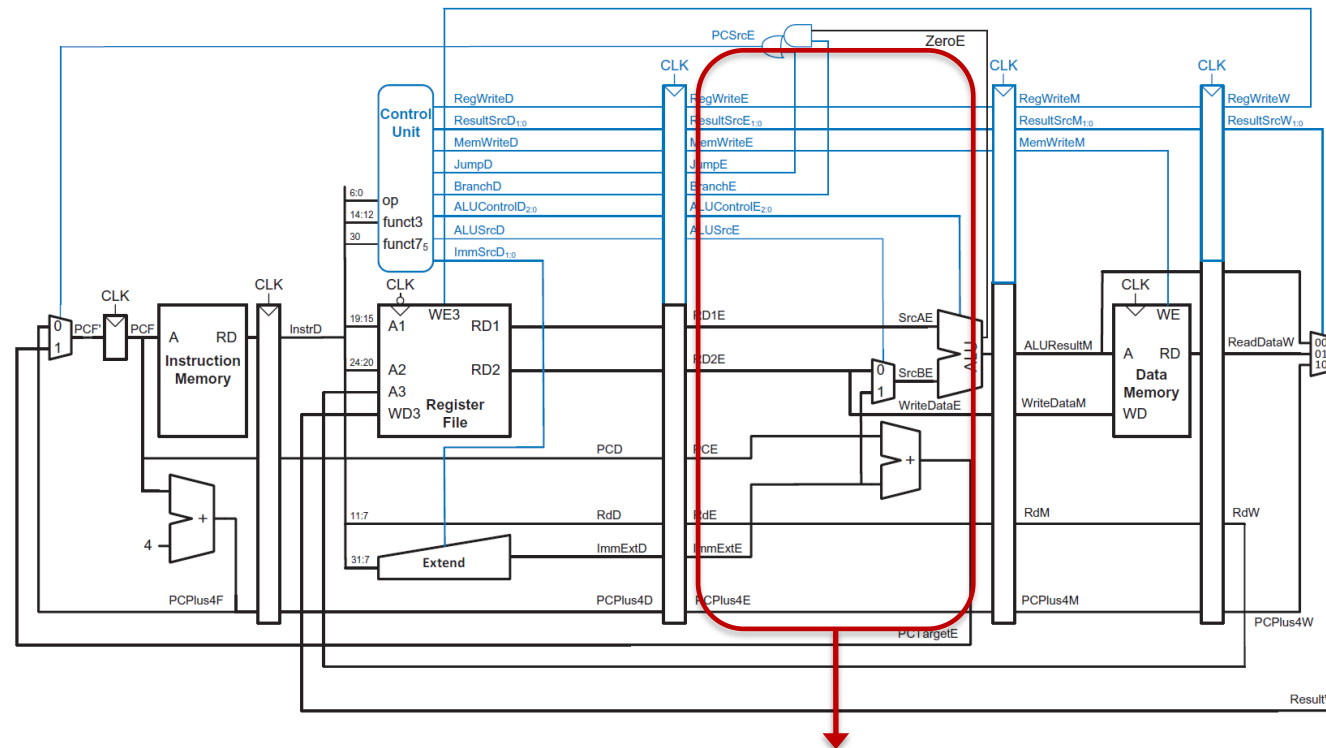 PCSrcE
ZeroE
CLK
CLK
CLK
RegWriteD
RegWriteE
RegWriteM
RegWriteW
Control
Unit
ResultSrcD1:0
ResultSrcE1:0
ResultSrcM1:0
ResultSrcW1:0
MemWriteD
MemWriteE
MemWriteM
JumpD
JumpE
BranchD
BranchE
6:0
op
ALUControlD2:0
ALUControlE2:0
14:12
funct3
ALUSrcD
ALUSrcE
30
funct75
ImmSrcD1:0
CLK
CLK
CLK
CLK
0
1
PCF'
PCF
A
RD
Instruction
Memory
InstrD
19:15
A1
WE3
RD1
RD1E
SrcAE
24:20
A2
RD2
RD2E
0
1
SrcBE
ALU
ALUResultM
A
RD
WE
Data
Memory
WD
ReadDataW
00
01
10
A3
WD3
Register
File
WriteDataE
WriteDataM
PCD
PCE
+
4
+
11:7
RdD
RdE
RdM
RdW
31:7
Extend
ImmExtD
ImmExtE
PCPlus4F
PCPlus4D
PCPlus4E
PCPlus4M
PCPlus4W
PCTargetE